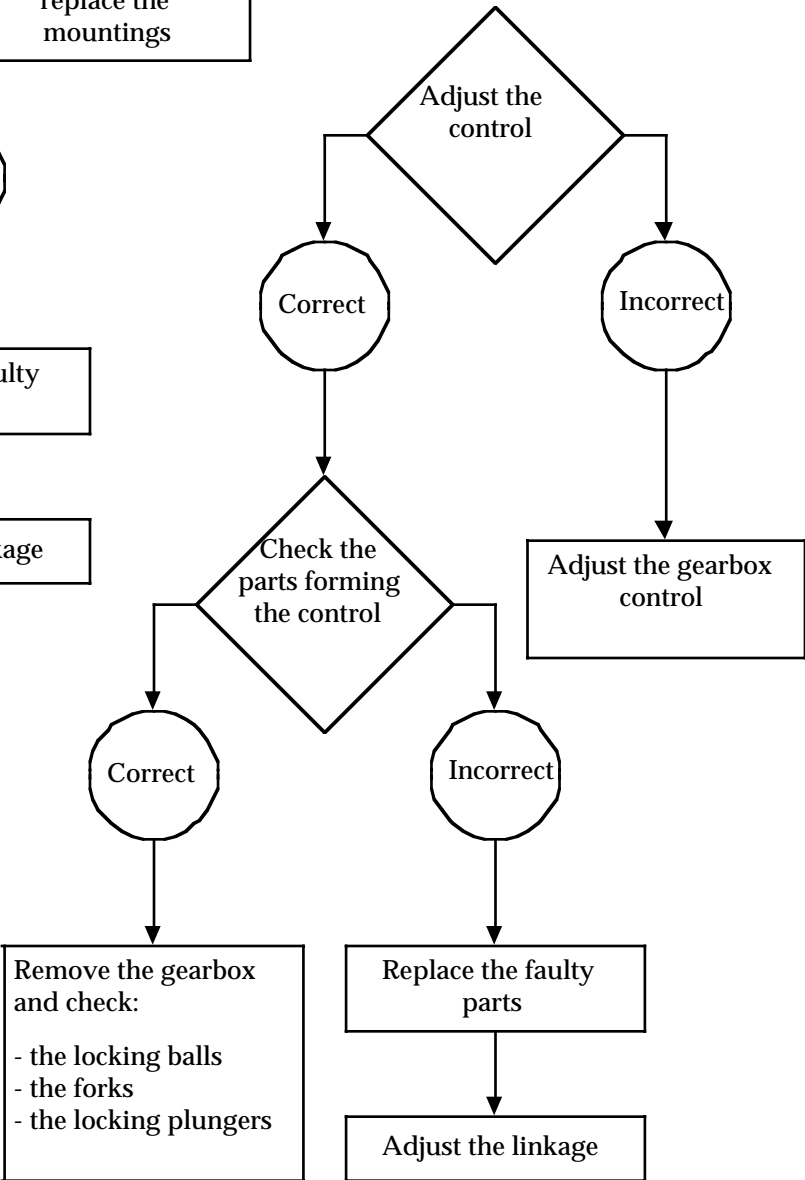 replace the
mountings
Adjust the
control
Correct
Incorrect
Check the
parts forming
the control
Adjust the gearbox
control
Correct
Incorrect
Remove the gearbox
and check:
- the locking balls
- the forks
- the locking plungers
Replace the faulty
parts
Adjust the linkage